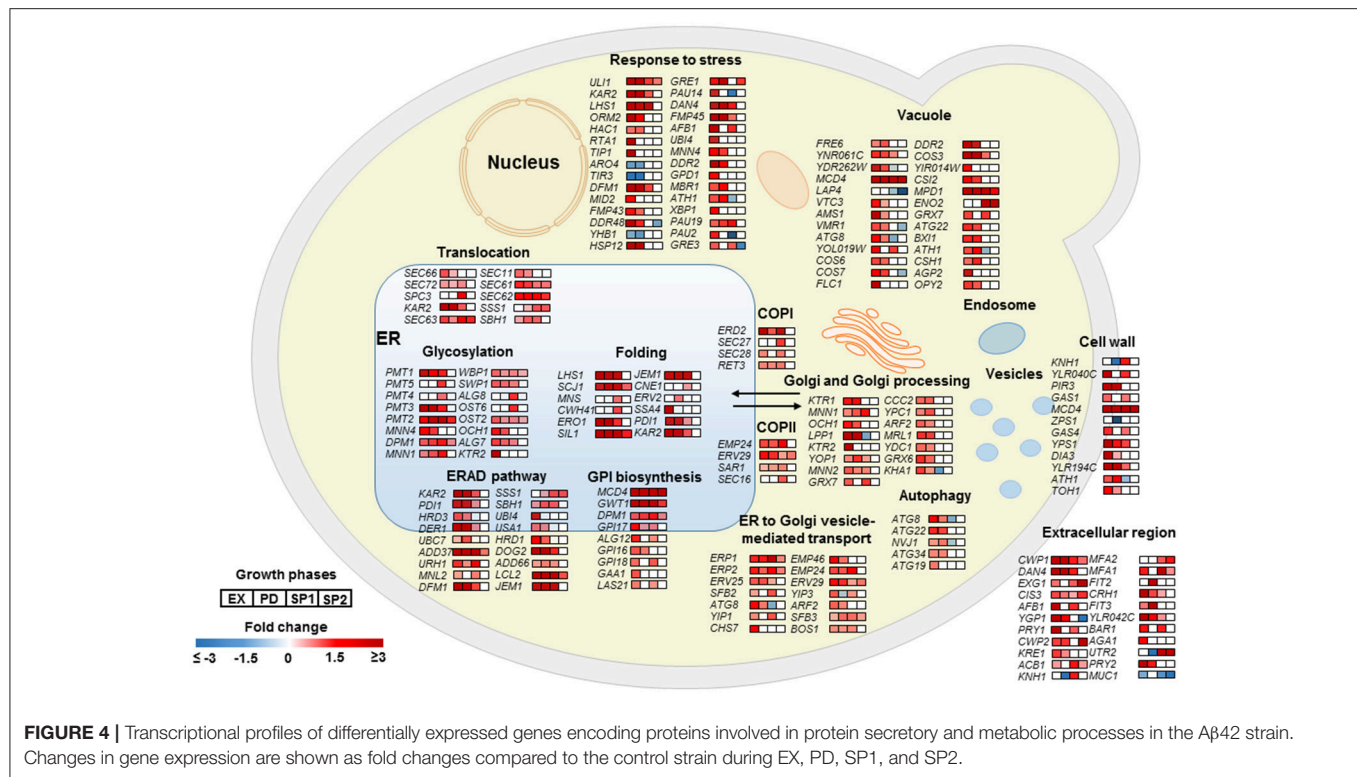 Response to stress
ULI1 GRE1
KAR2 PAU14
LHS1 DAN4
ORM2 FMP45
HAC1 AFB1
RTA1 UBI4
TIP1 MNN4
ARO4 DDR2
TIR3 GPD1
DFM1 MBR1
MID2 ATH1
FMP43 XBP1
DDR48 PAU19
YHB1 PAU2
HSP12 GRE3
Nucleus
Vacuole
FRE6 DDR2
YNR061C COS3
YDR262W YIR014W
MCD4 CSI2
LAP4 MPD1
VTC3 ENO2
AMS1 GRX7
VMR1 ATG22
ATG8 BXI1
YOL019W ATH1
COS6 CSH1
COS7 AGP2
FLC1 OPY2
Translocation
SEC66 SEC11
SEC72 SEC61
SPC3 SEC62
KAR2 SSS1
SEC63 SBH1
ER
Glycosylation
PMT1 WBP1
PMT5 SWP1
PMT4 ALG8
PMT3 OST6
PMT2 OST2
MNN4 OCH1
DPM1 ALG7
MNN1 KTR2
Folding
LHS1 JEM1
SCJ1 CNE1
MNS ERV2
CWH41 SSA4
ERO1 PDI1
SIL1 KAR2
COPI
ERD2
SEC27
SEC28
RET3
Golgi and Golgi processing
KTR1 CCC2
MNN1 YPC1
OCH1 ARF2
LPP1 MRL1
KTR2 YDC1
YOP1 GRX6
MNN2 KHA1
GRX7
COPII
EMP24
ERV29
SAR1
SEC16
Endosome
Vesicles
Cell wall
KNH1
YLR040C
PIR3
GAS1
MCD4
ZPS1
GAS4
YPS1
DIA3
YLR194C
ATH1
TOH1
ERAD pathway
KAR2 SSS1
PDI1 SBH1
HRD3 UBI4
DER1 USA1
UBC7 HRD1
ADD37 DOG2
URH1 ADD66
MNL2 LCL2
DFM1 JEM1
GPI biosynthesis
MCD4
GWT1
DPM1
GPI17
ALG12
GPI16
GPI18
GAA1
LAS21
ER to Golgi vesicle-
mediated transport
ERP1 EMP46
ERP2 EMP24
ERV25 ERV29
SFB2 YIP3
ATG8 ARF2
YIP1 SFB3
CHS7 BOS1
Autophagy
ATG8
ATG22
NVJ1
ATG34
ATG19
Extracellular region
CWP1 MFA2
DAN4 MFA1
EXG1 FIT2
CIS3 CRH1
AFB1 FIT3
YGP1 YLR042C
PRY1 BAR1
CWP2 AGA1
KRE1 UTR2
ACB1 PRY2
KNH1 MUC1
Growth phases
EX PD SP1 SP2
Fold change
≤ -3 -1.5 0 1.5 ≥3
FIGURE 4 | Transcriptional profiles of differentially expressed genes encoding proteins involved in protein secretory and metabolic processes in the Aβ42 strain.
Changes in gene expression are shown as fold changes compared to the control strain during EX, PD, SP1, and SP2.